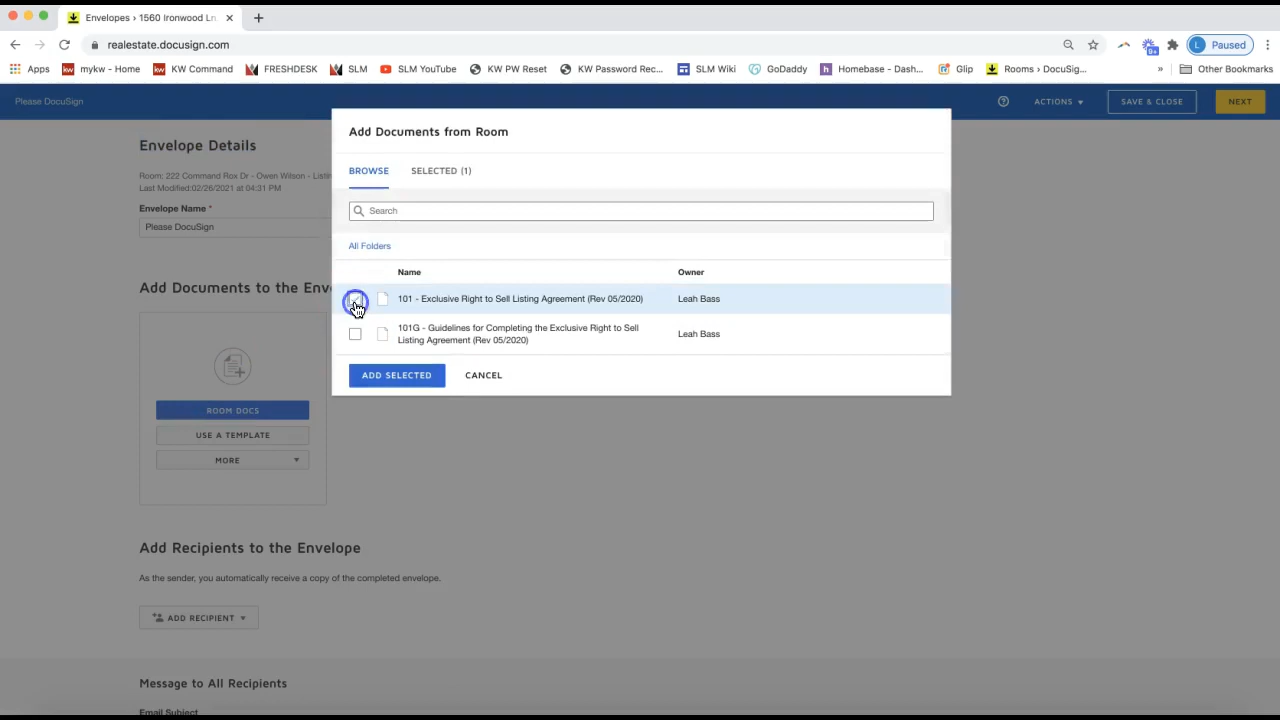 Envelopes › 1560 Ironwood Ln
realestate.docusign.com
L Paused
Apps mykw - Home KW Command FRESHDESK SLM SLM YouTube KW PW Reset KW Password Rec... SLM Wiki GoDaddy Homebase - Dash... Glip Rooms › DocuSig... » Other Bookmarks
Please DocuSign
ACTIONS
SAVE & CLOSE
NEXT
Envelope Details
Room: 222 Command Rox Dr - Owen Wilson - Listin
Last Modified:02/26/2021 at 04:31 PM
Envelope Name *
Please DocuSign
Add Documents to the Env
ROOM DOCS
USE A TEMPLATE
MORE
Add Recipients to the Envelope
As the sender, you automatically receive a copy of the completed envelope.
ADD RECIPIENT
Message to All Recipients
Email Subject
Add Documents from Room
BROWSE SELECTED (1)
Search
All Folders
Name Owner
101 - Exclusive Right to Sell Listing Agreement (Rev 05/2020) Leah Bass
101G - Guidelines for Completing the Exclusive Right to Sell
Listing Agreement (Rev 05/2020) Leah Bass
ADD SELECTED CANCEL